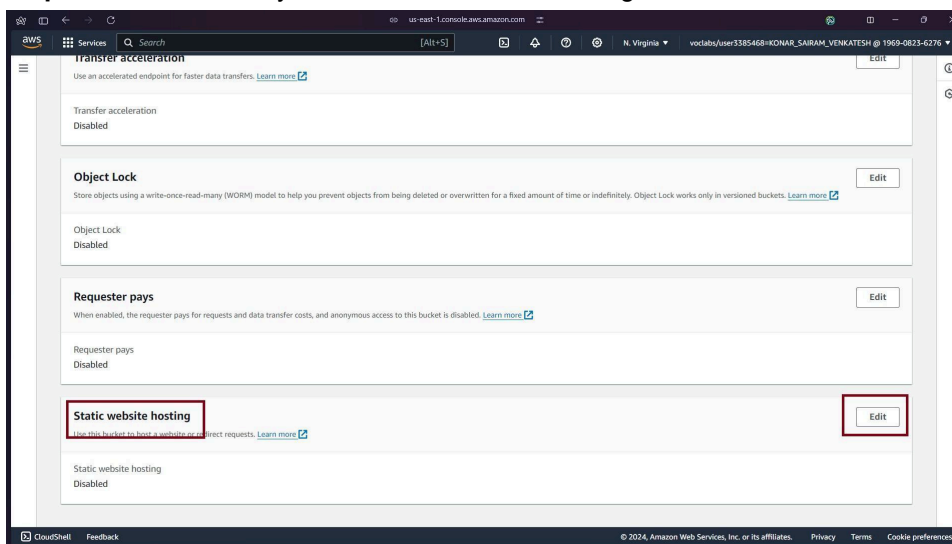 us-east-1.console.aws.amazon.com
aws Services Search [Alt+S] N. Virginia voclabs/user3385468=KONAR_SAIRAM_VENKATESH @ 1969-0823-6276
Transfer acceleration Edit
Use an accelerated endpoint for faster data transfers. Learn more
Transfer acceleration
Disabled
Object Lock Edit
Store objects using a write-once-read-many (WORM) model to help you prevent objects from being deleted or overwritten for a fixed amount of time or indefinitely. Object Lock works only in versioned buckets. Learn more
Object Lock
Disabled
Requester pays Edit
When enabled, the requester pays for requests and data transfer costs, and anonymous access to this bucket is disabled. Learn more
Requester pays
Disabled
Static website hosting Edit
Use this bucket to host a website or redirect requests. Learn more
Static website hosting
Disabled
CloudShell Feedback © 2024, Amazon Web Services, Inc. or its affiliates. Privacy Terms Cookie preferences